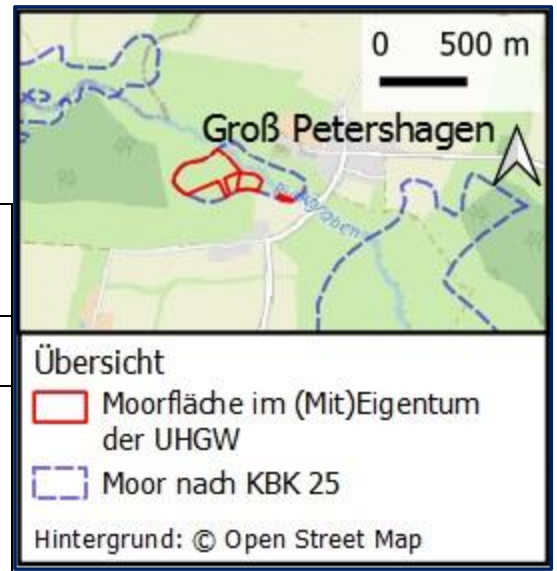 0 500 m
Groß Petershagen
Übersicht
Moorfläche im (Mit)Eigentum
der UHGW
Moor nach KBK 25
Hintergrund: © Open Street Map